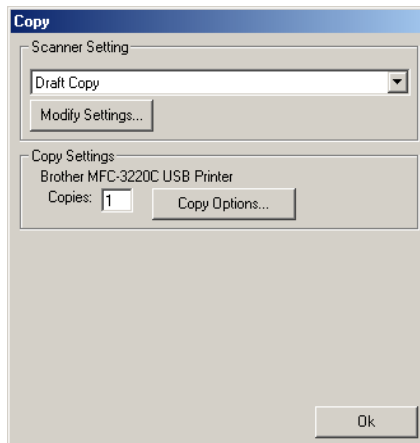 Copy
Scanner Setting
Draft Copy
Modify Settings...
Copy Settings
Brother MFC-3220C USB Printer
Copies: 1 Copy Options...
Ok